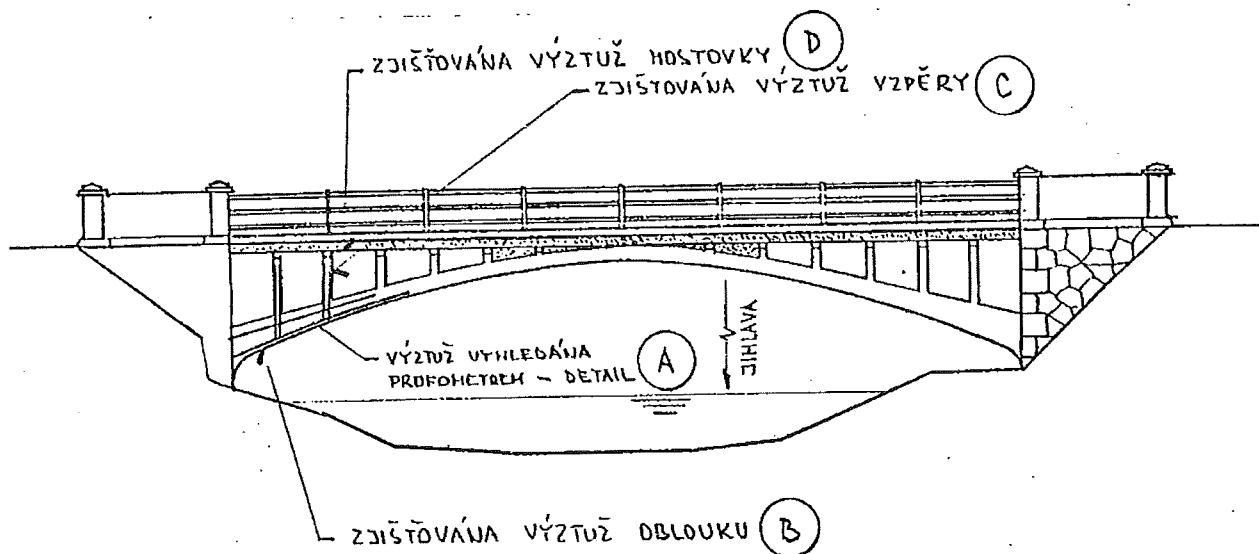 ZJIŠŤOVÁNA VÝZTUŽ MOSTOVKY D
ZJIŠŤOVÁNA VÝZTUŽ VZPĚRY C
VÝZTUŽ VYHLEDÁNA
PROFOMETREM - DETAIL A
JIHLAVA
ZJIŠŤOVÁNA VÝZTUŽ OBLOUKU B